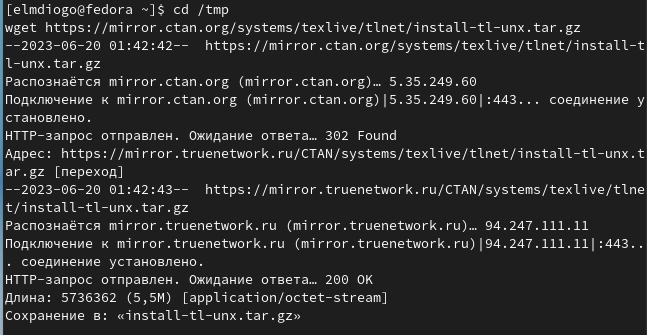 [elmdiogo@fedora ~]$ cd /tmp
wget https://mirror.ctan.org/systems/texlive/tlnet/install-tl-unx.tar.gz
--2023-06-20 01:42:42--  https://mirror.ctan.org/systems/texlive/tlnet/install-t
l-unx.tar.gz
Распознаётся mirror.ctan.org (mirror.ctan.org)… 5.35.249.60
Подключение к mirror.ctan.org (mirror.ctan.org)|5.35.249.60|:443... соединение у
становлено.
HTTP-запрос отправлен. Ожидание ответа… 302 Found
Адрес: https://mirror.truenetwork.ru/CTAN/systems/texlive/tlnet/install-tl-unx.t
ar.gz [переход]
--2023-06-20 01:42:43--  https://mirror.truenetwork.ru/CTAN/systems/texlive/tlne
t/install-tl-unx.tar.gz
Распознаётся mirror.truenetwork.ru (mirror.truenetwork.ru)… 94.247.111.11
Подключение к mirror.truenetwork.ru (mirror.truenetwork.ru)|94.247.111.11|:443..
. соединение установлено.
HTTP-запрос отправлен. Ожидание ответа… 200 OK
Длина: 5736362 (5,5M) [application/octet-stream]
Сохранение в: «install-tl-unx.tar.gz»